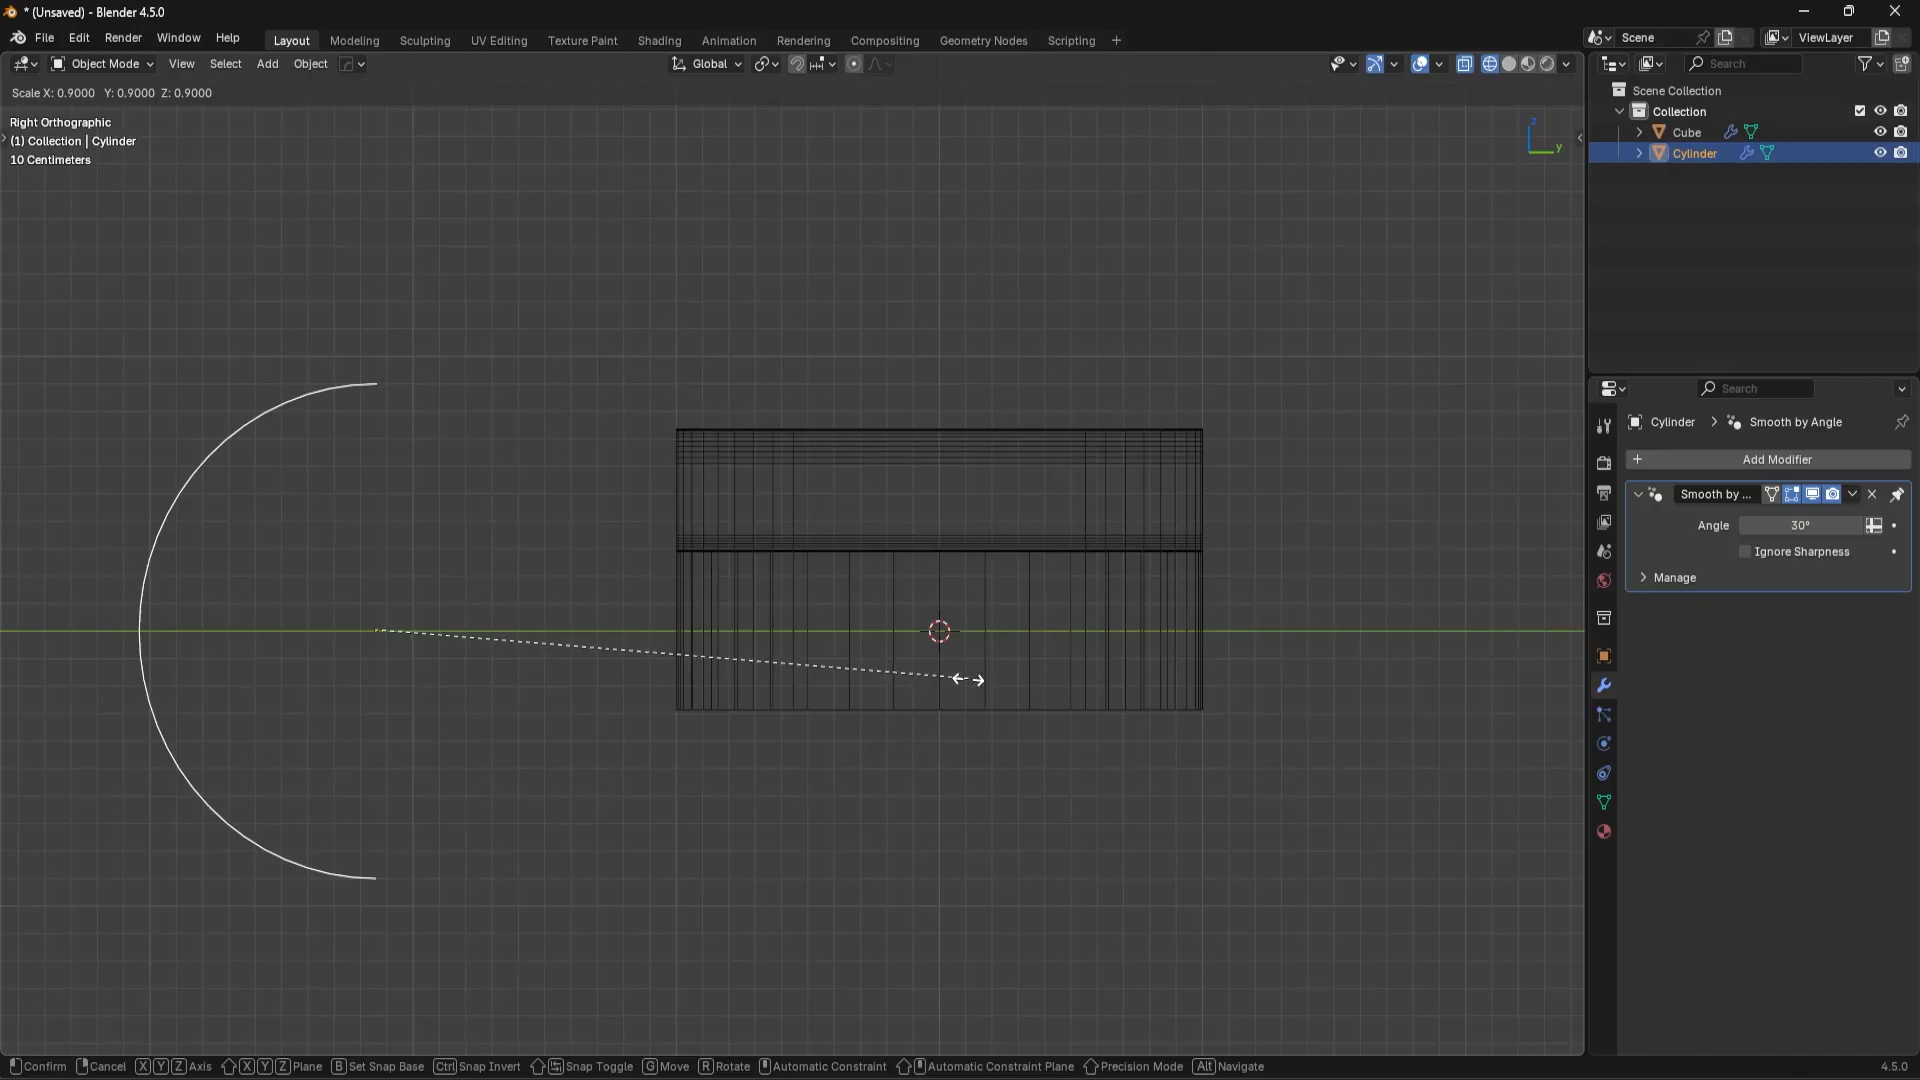 * (Unsaved) - Blender 4.5.0
File Edit Render Window Help Layout Modeling Sculpting UV Editing Texture Paint Shading Animation Rendering Compositing Geometry Nodes Scripting + Scene ViewLayer
Object Mode View Select Add Object Global Search
Scale X: 0.9000 Y: 0.9000 Z: 0.9000
Right Orthographic
(1) Collection | Cylinder
10 Centimeters
z
y
Scene Collection
Collection
Cube
Cylinder
Search
Cylinder > Smooth by Angle
+ Add Modifier
Smooth by ...
Angle 30°
Ignore Sharpness
Manage
Confirm Cancel X Y Z Axis X Y Z Plane B Set Snap Base Ctrl Snap Invert Snap Toggle G Move R Rotate Automatic Constraint Automatic Constraint Plane Precision Mode Alt Navigate 4.5.0